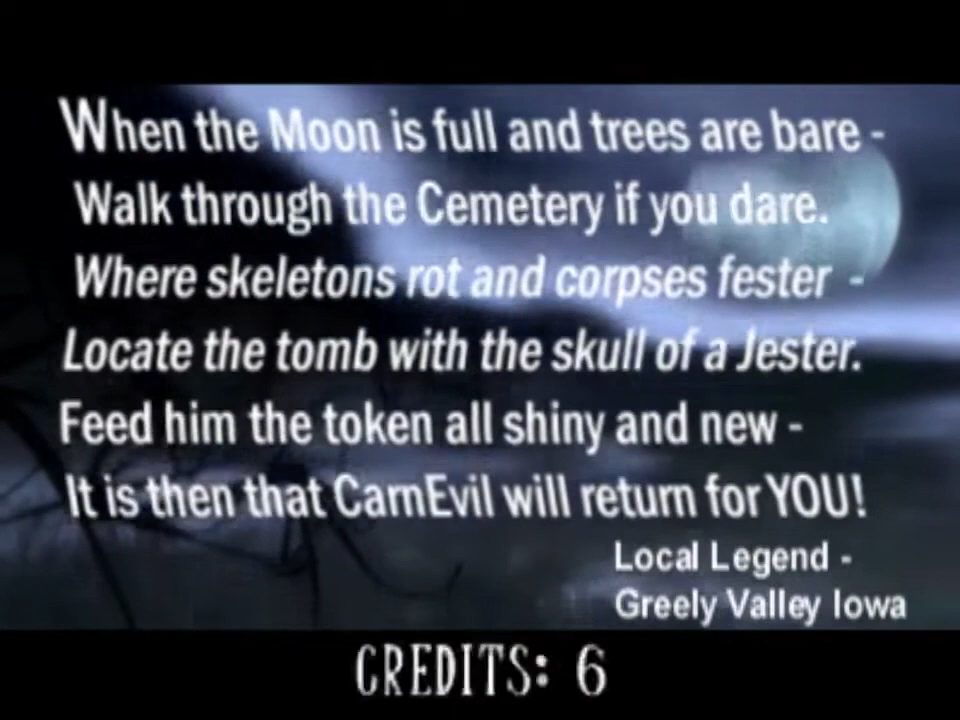 When the Moon is full and trees are bare -
Walk through the Cemetery if you dare.
Where skeletons rot and corpses fester -
Locate the tomb with the skull of a Jester.
Feed him the token all shiny and new -
It is then that CarnEvil will return for YOU!
Local Legend -
Greely Valley Iowa
CREDITS: 6